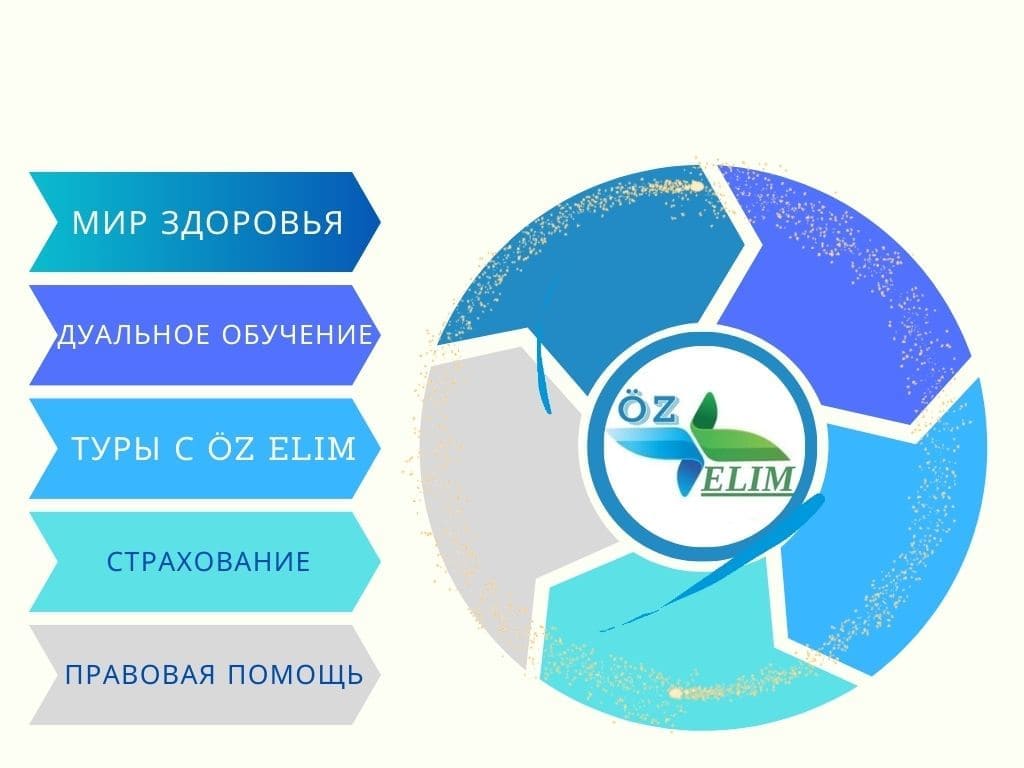 МИР ЗДОРОВЬЯ
ДУАЛЬНОЕ ОБУЧЕНИЕ
ТУРЫ С ÖZ ELIM
СТРАХОВАНИЕ
ПРАВОВАЯ ПОМОЩЬ
ÖZ
ELIM